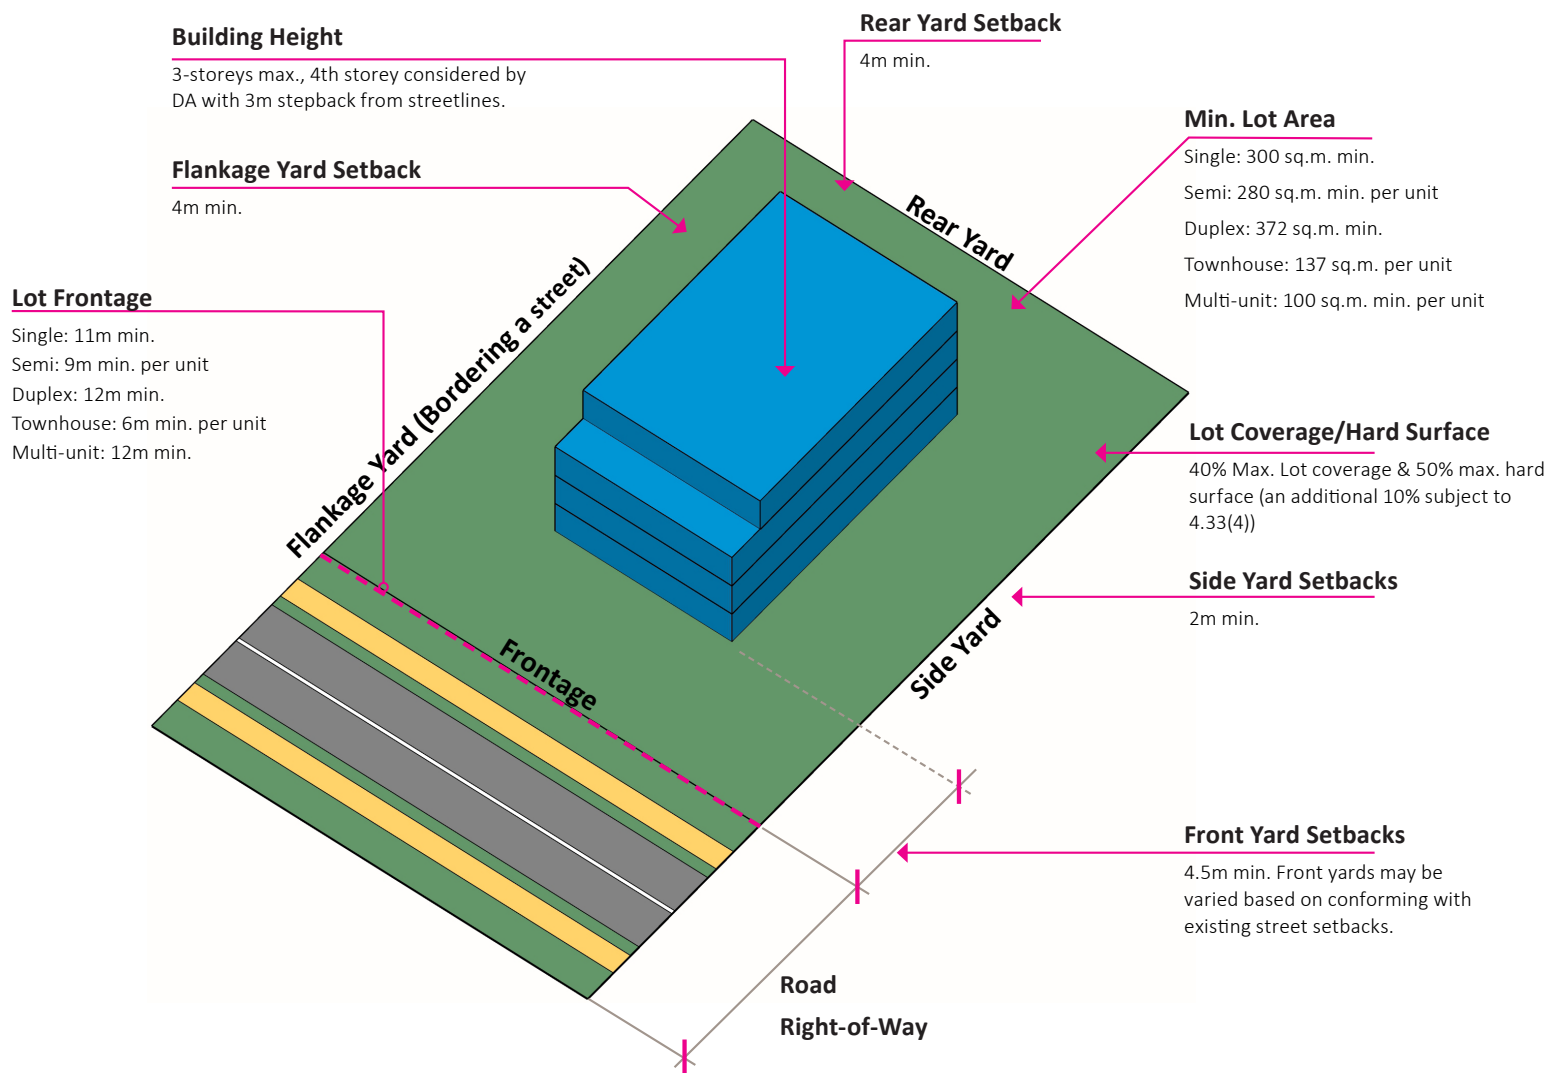 Building Height
3-storeys max., 4th storey considered by
DA with 3m stepback from streetlines.
Rear Yard Setback
4m min.
Min. Lot Area
Single: 300 sq.m. min.
Semi: 280 sq.m. min. per unit
Duplex: 372 sq.m. min.
Townhouse: 137 sq.m. per unit
Multi-unit: 100 sq.m. min. per unit
Flankage Yard Setback
4m min.
Rear Yard
Lot Frontage
Single: 11m min.
Semi: 9m min. per unit
Duplex: 12m min.
Townhouse: 6m min. per unit
Multi-unit: 12m min.
Flankage Yard (Bordering a street)
Lot Coverage/Hard Surface
40% Max. Lot coverage & 50% max. hard
surface (an additional 10% subject to
4.33(4))
Side Yard Setbacks
2m min.
Side Yard
Frontage
Front Yard Setbacks
4.5m min. Front yards may be
varied based on conforming with
existing street setbacks.
Road
Right-of-Way